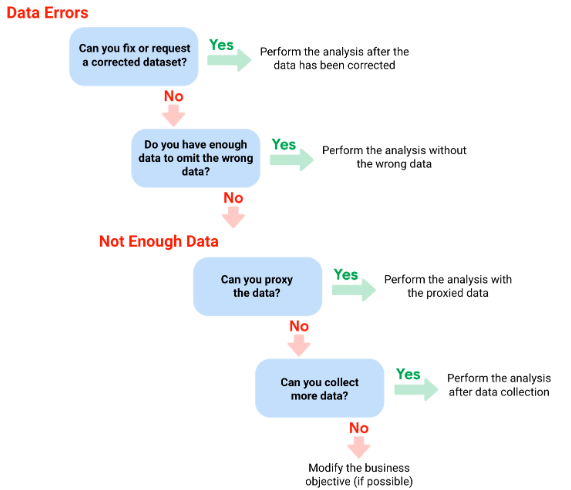 Data Errors
Can you fix or request
a corrected dataset?
Yes
Perform the analysis after the
data has been corrected
No
Do you have enough
data to omit the wrong
data?
Yes
Perform the analysis without
the wrong data
No
Not Enough Data
Can you proxy
the data?
Yes
Perform the analysis with
the proxied data
No
Can you collect
more data?
Yes
Perform the analysis
after data collection
No
Modify the business
objective (if possible)